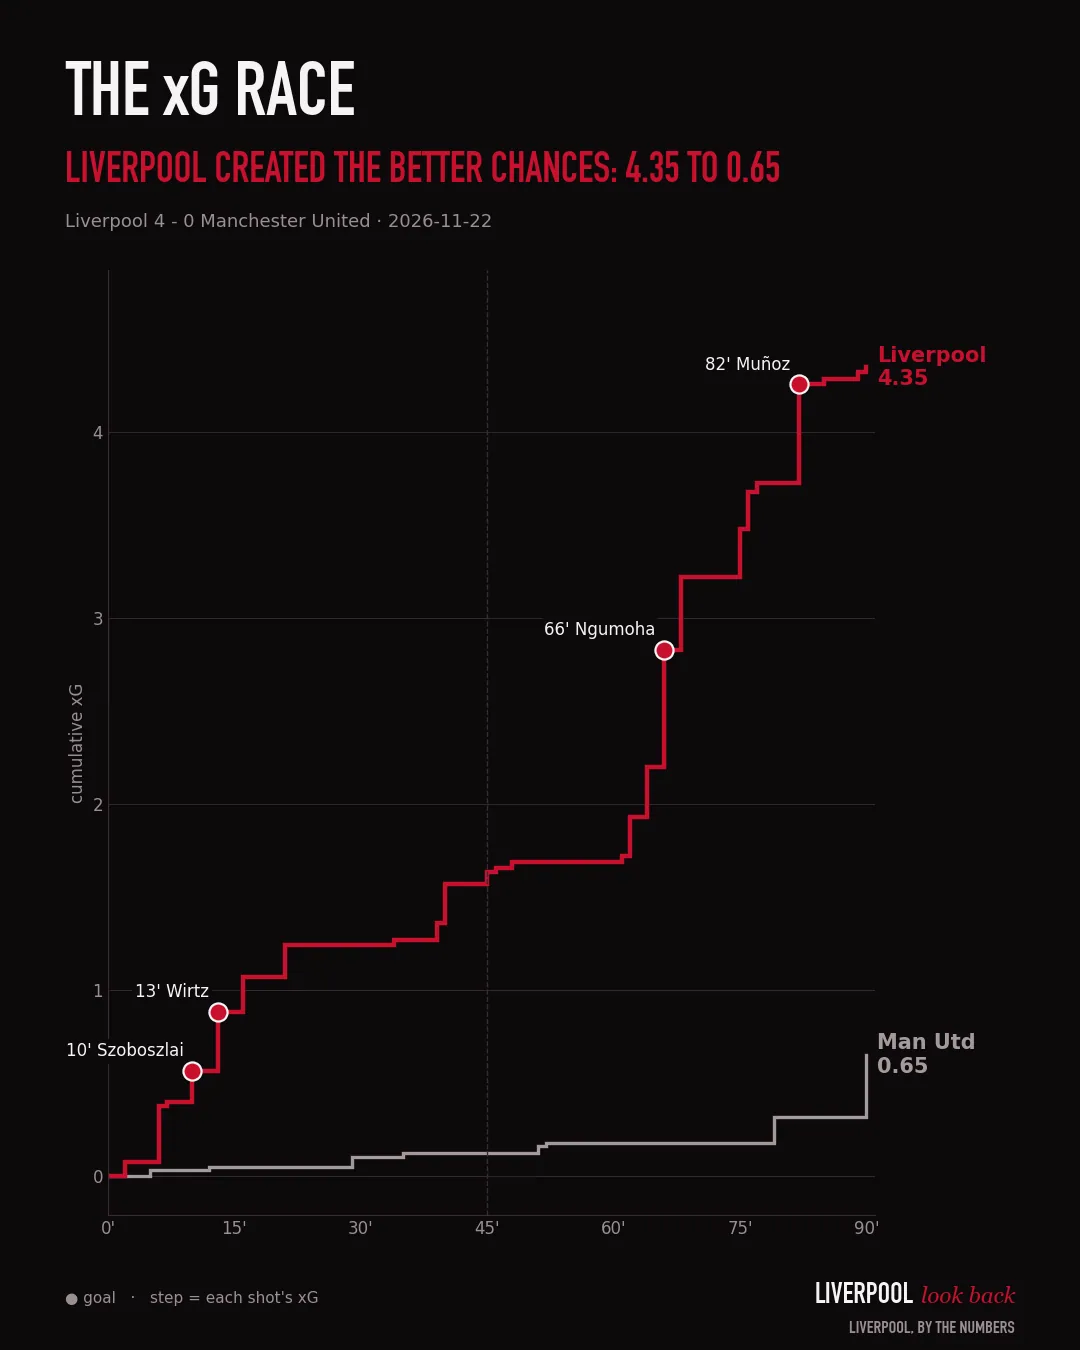 THE xG RACE
LIVERPOOL CREATED THE BETTER CHANCES: 4.35 TO 0.65
Liverpool 4 - 0 Manchester United · 2026-11-22
82' Muñoz
Liverpool
4.35
4
3
66' Ngumoha
cumulative xG
2
13' Wirtz
1
10' Szoboszlai
Man Utd
0.65
0
0' 15' 30' 45' 60' 75' 90'
● goal · step = each shot's xG
LIVERPOOL look back
LIVERPOOL, BY THE NUMBERS